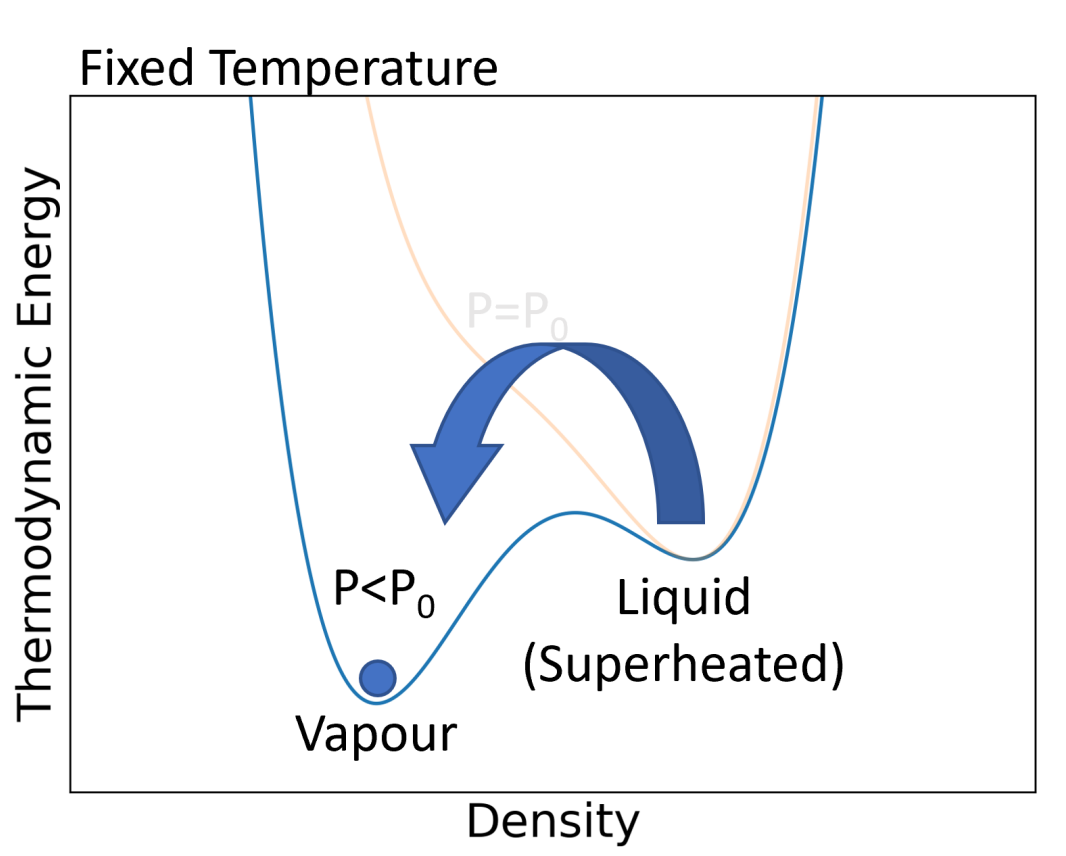 Fixed Temperature
Thermodynamic Energy
P=P₀
P<P₀
Liquid
(Superheated)
Vapour
Density